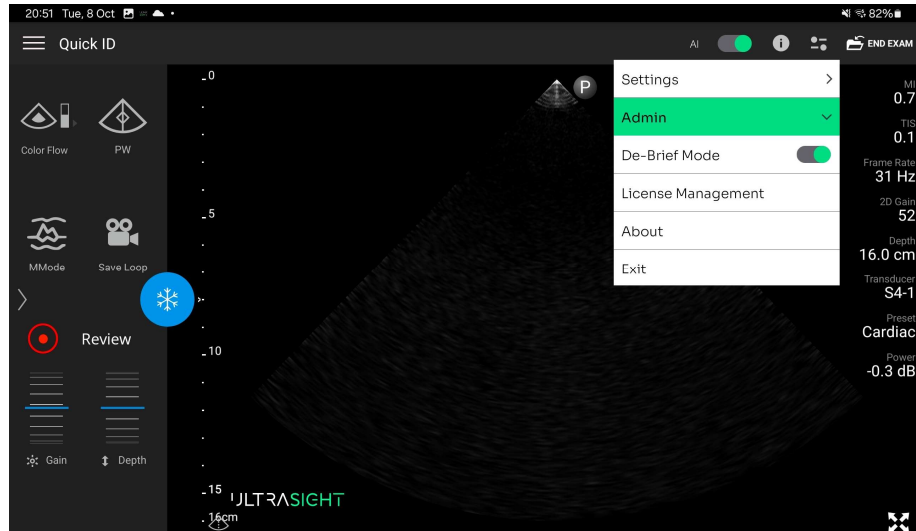 20:51 Tue, 8 Oct
82%
Quick ID
AI
END EXAM
Color Flow
PW
MMode
Save Loop
Review
Gain
Depth
0
5
10
15
16cm
P
ULTRASIGHT
Settings
Admin
De-Brief Mode
License Management
About
Exit
MI
0.7
TIS
0.1
Frame Rate
31 Hz
2D Gain
52
Depth
16.0 cm
Transducer
S4-1
Preset
Cardiac
Power
-0.3 dB